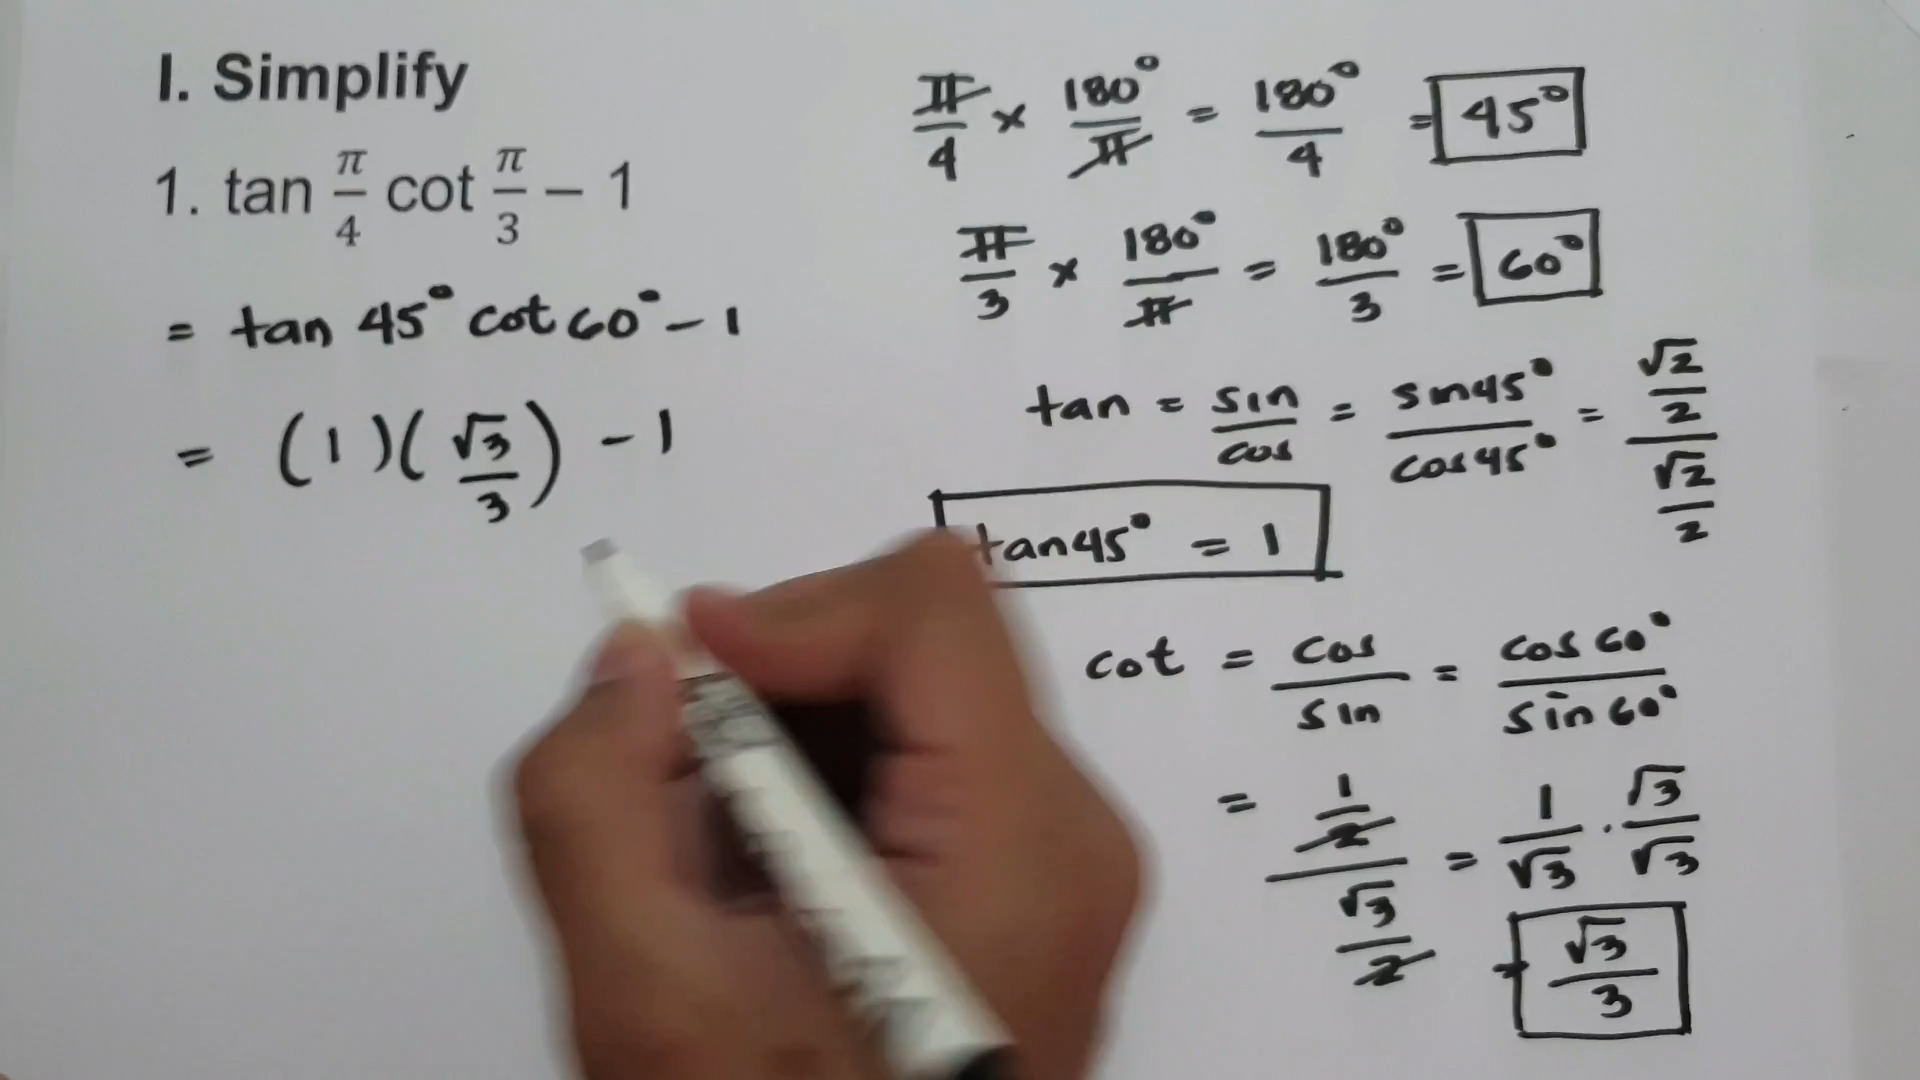 I. Simplify
1. tan π/4 cot π/3 – 1
= tan 45° cot 60° – 1
= (1)(√3/3) – 1
π/4 × 180°/π = 180°/4 = 45°
π/3 × 180°/π = 180°/3 = 60°
tan = sin/cos = sin45°/cos45° = (√2/2)/(√2/2)
tan45° = 1
cot = cos/sin = cos60°/sin60°
= (1/2)/(√3/2) = 1/√3 · √3/√3
= √3/3